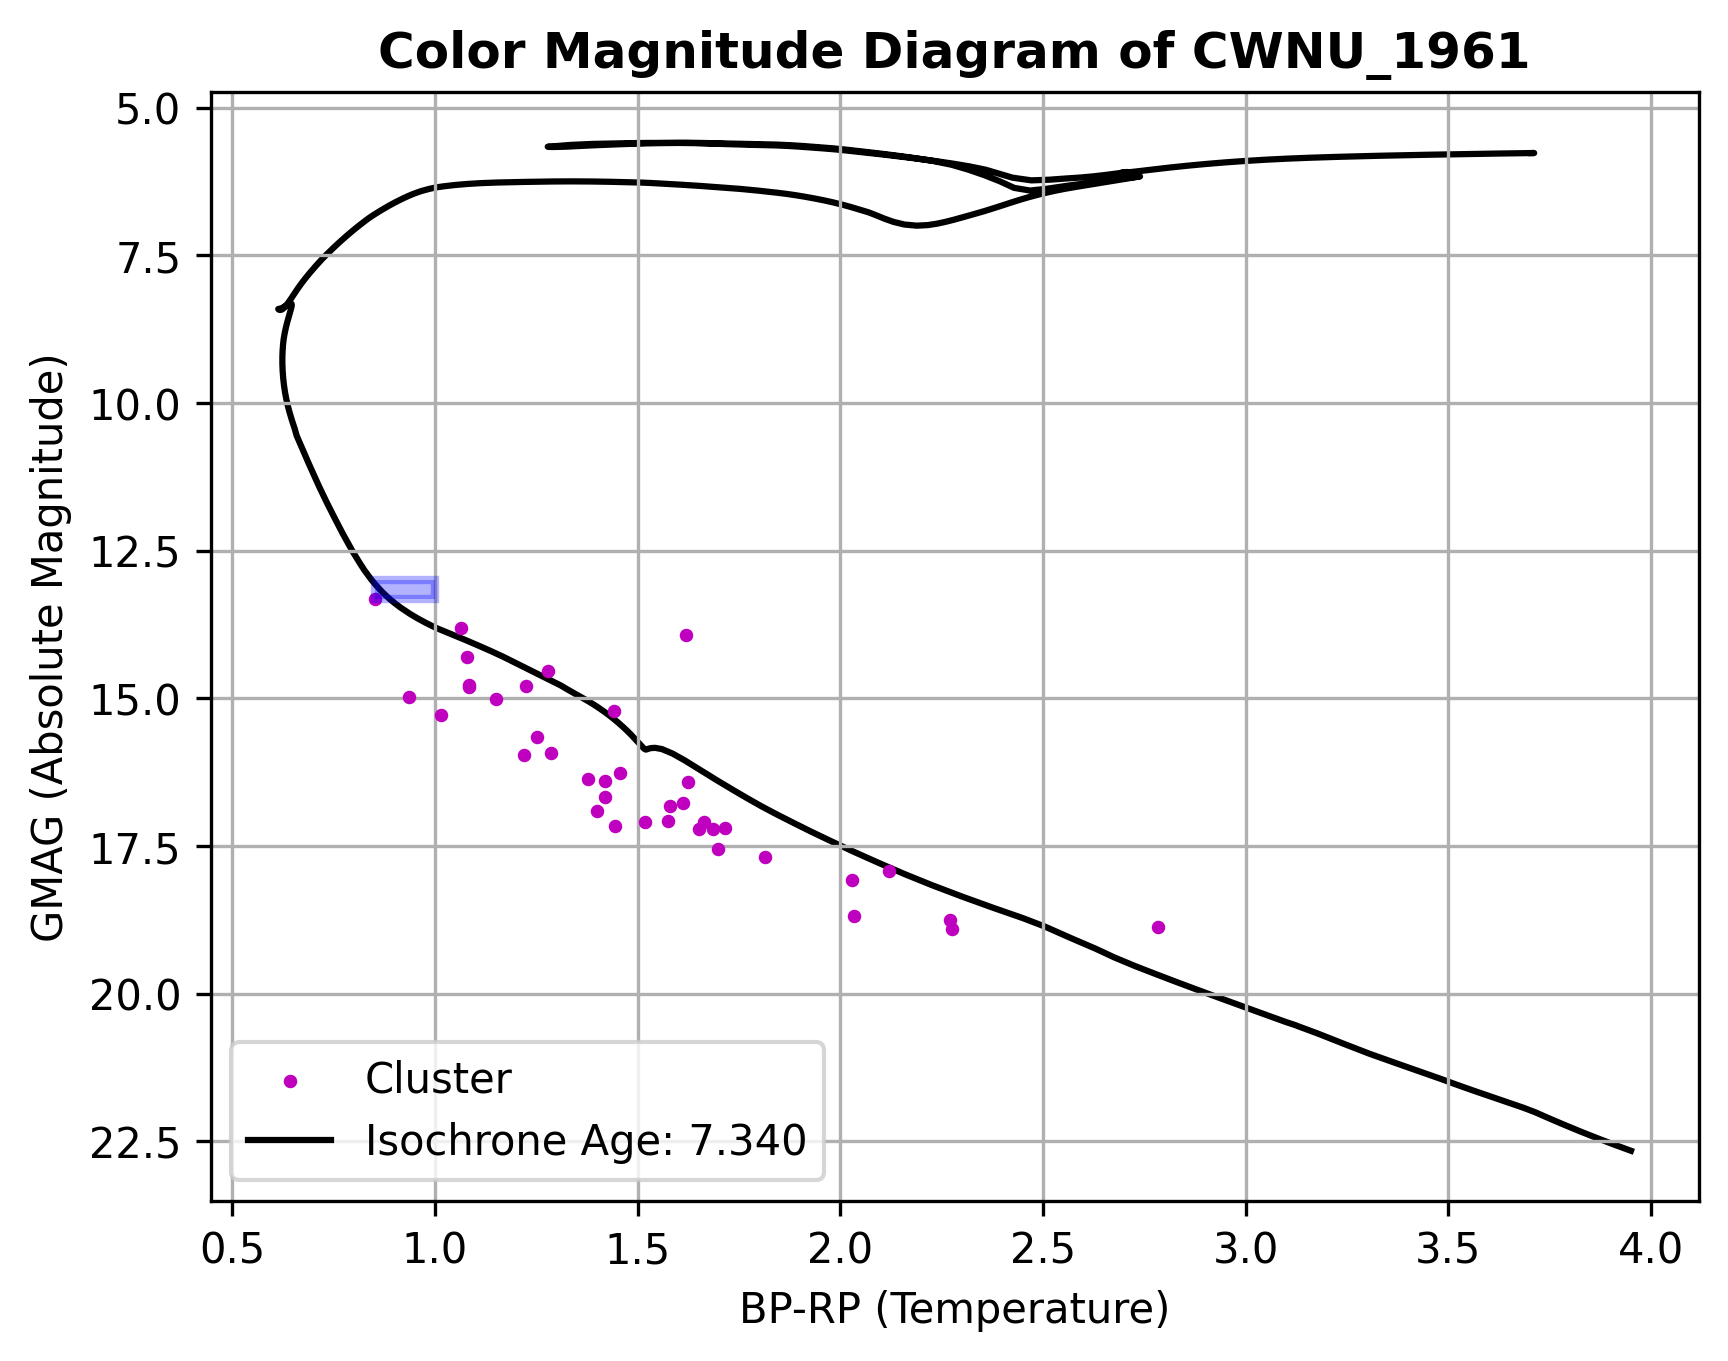 Color Magnitude Diagram of CWNU_1961
GMAG (Absolute Magnitude)
5.0
7.5
10.0
12.5
15.0
17.5
20.0
22.5
Cluster
Isochrone Age: 7.340
0.5 1.0 1.5 2.0 2.5 3.0 3.5 4.0
BP-RP (Temperature)